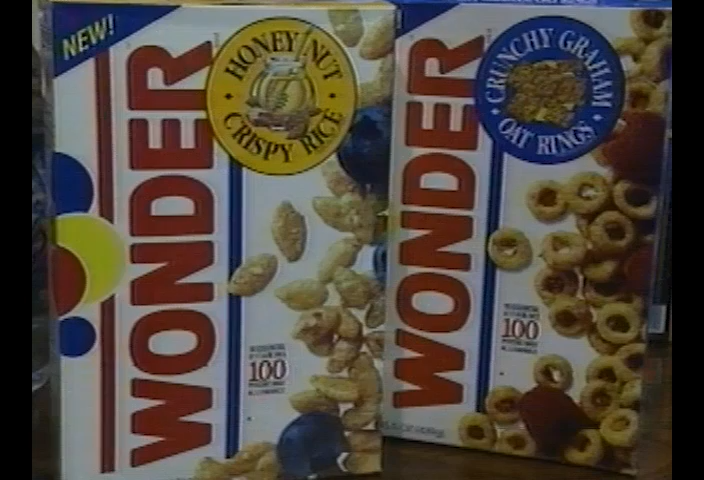 NEW!
WONDER
HONEY NUT
CRISPY RICE
100
WONDER
CRUNCHY GRAHAM
OAT RINGS
100